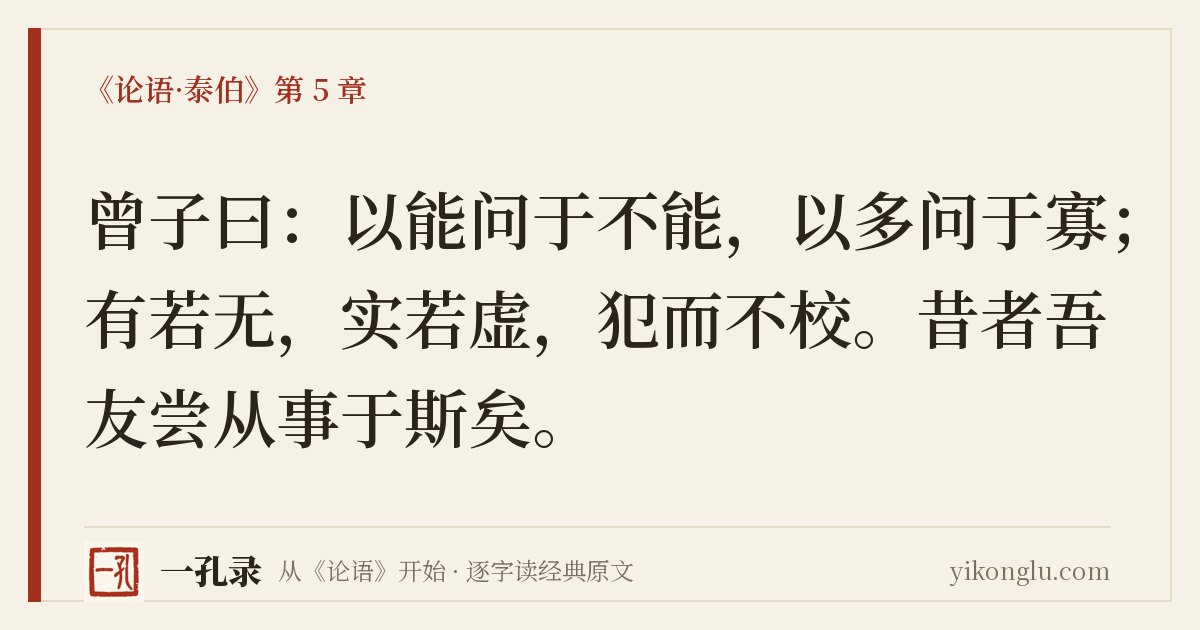 《论语·泰伯》第 5 章
曾子曰：以能问于不能，以多问于寡；
有若无，实若虚，犯而不校。昔者吾
友尝从事于斯矣。
一孔
一孔录 从《论语》开始 · 逐字读经典原文 yikonglu.com